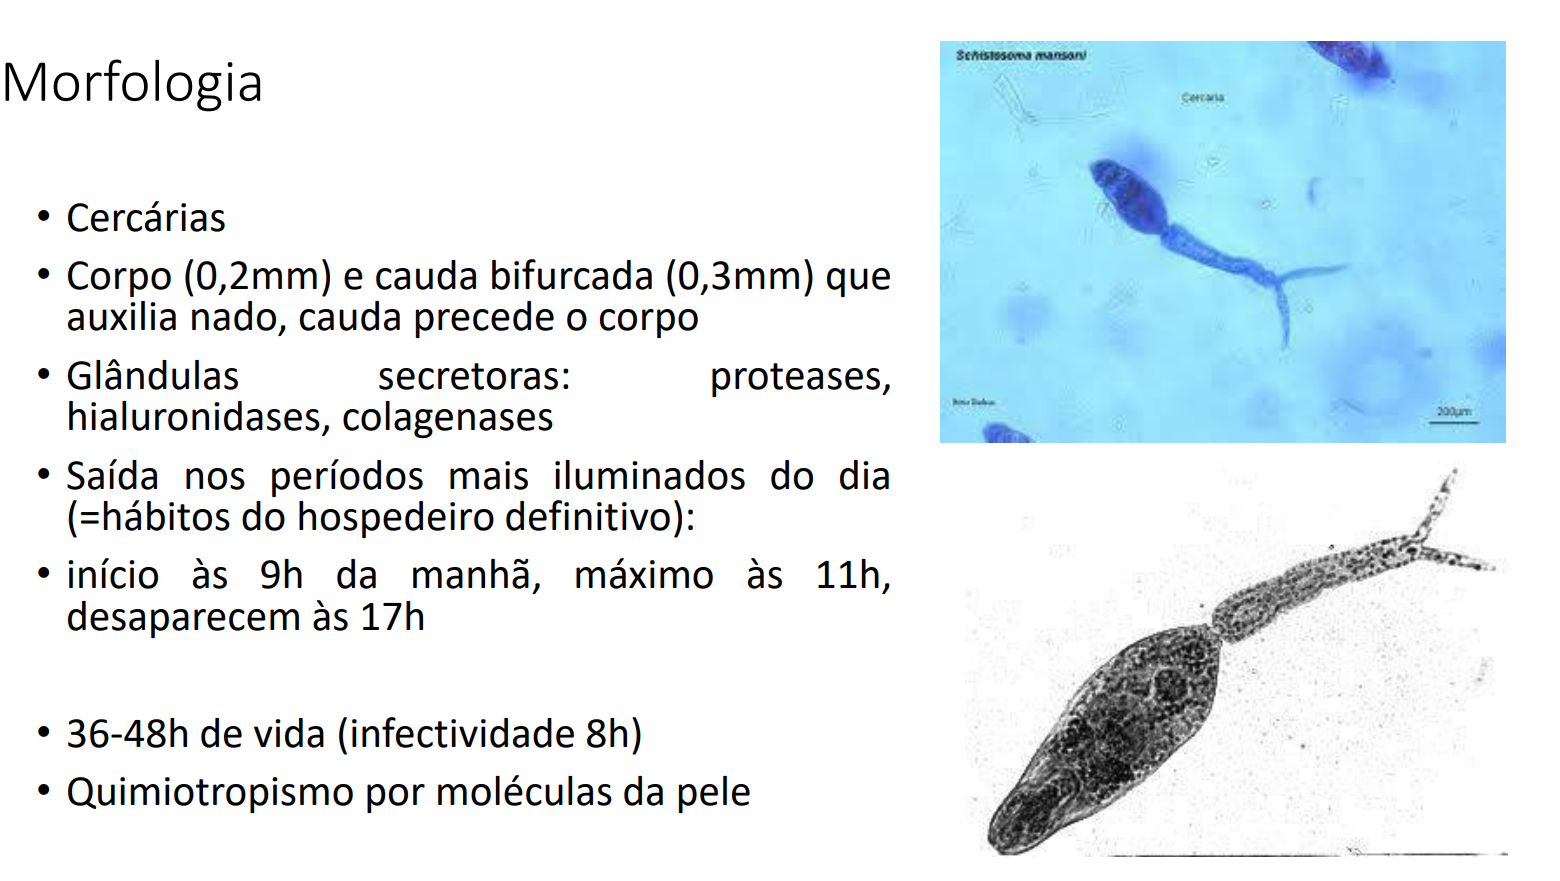 Morfologia
• Cercárias
• Corpo (0,2mm) e cauda bifurcada (0,3mm) que
auxilia nado, cauda precede o corpo
• Glândulas secretoras: proteases,
hialuronidases, colagenases
• Saída nos períodos mais iluminados do dia
(=hábitos do hospedeiro definitivo):
• início às 9h da manhã, máximo às 11h,
desaparecem às 17h
• 36-48h de vida (infectividade 8h)
• Quimiotropismo por moléculas da pele
Schistosoma mansoni
Cercaria
200µm